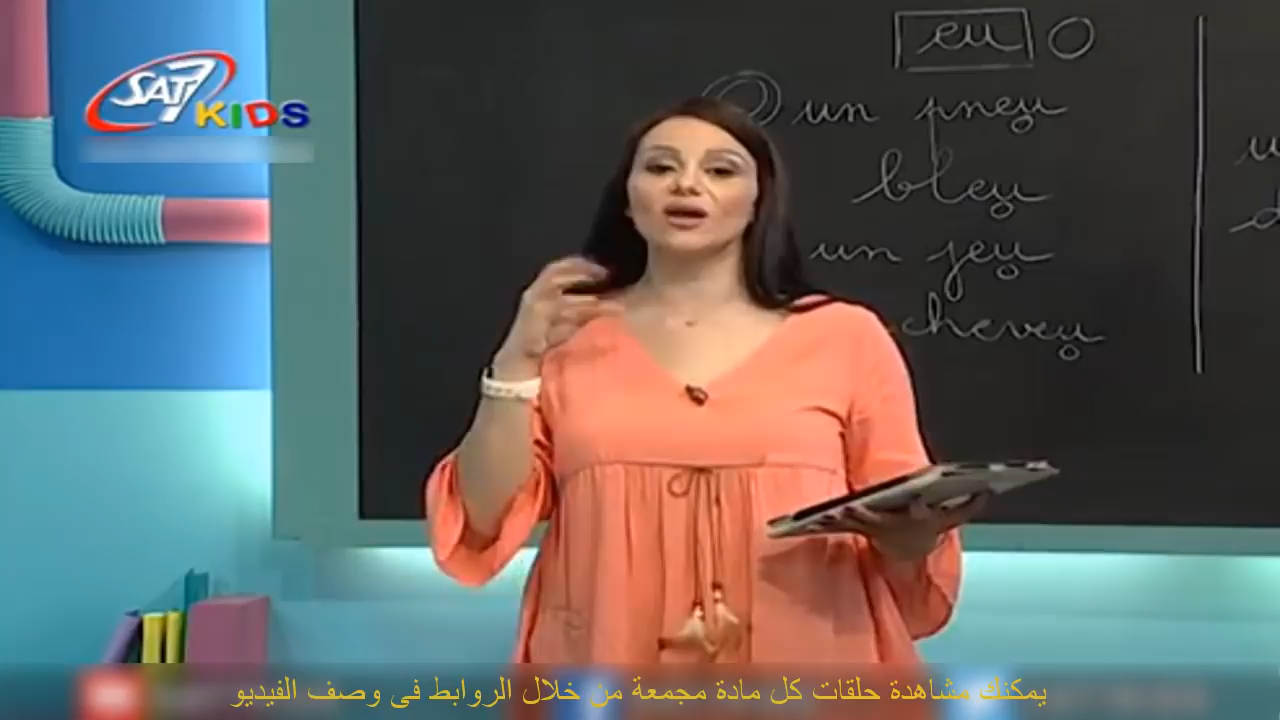 SAT7
KIDS
eu
un pneu
bleu
un jeu
cheveu
يمكنك مشاهدة حلقات كل مادة مجمعة من خلال الروابط فى وصف الفيديو